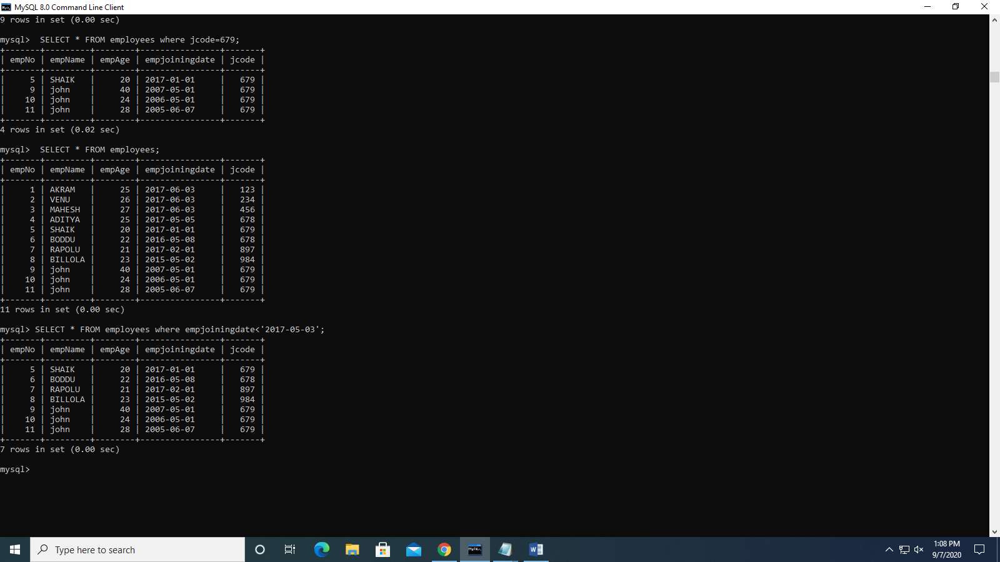 MySQL 8.0 Command Line Client
9 rows in set (0.00 sec)
mysql>  SELECT * FROM employees where jcode=679;
+-------+---------+--------+----------------+-------+
| empNo | empName | empAge | empjoiningdate | jcode |
+-------+---------+--------+----------------+-------+
|     5 | SHAIK   |     20 | 2017-01-01     |   679 |
|     9 | john    |     40 | 2007-05-01     |   679 |
|    10 | john    |     24 | 2006-05-01     |   679 |
|    11 | john    |     28 | 2005-06-07     |   679 |
+-------+---------+--------+----------------+-------+
4 rows in set (0.02 sec)
mysql>  SELECT * FROM employees;
+-------+---------+--------+----------------+-------+
| empNo | empName | empAge | empjoiningdate | jcode |
+-------+---------+--------+----------------+-------+
|     1 | AKRAM   |     25 | 2017-06-03     |   123 |
|     2 | VENU    |     26 | 2017-06-03     |   234 |
|     3 | MAHESH  |     27 | 2017-06-03     |   456 |
|     4 | ADITYA  |     25 | 2017-05-05     |   678 |
|     5 | SHAIK   |     20 | 2017-01-01     |   679 |
|     6 | BODDU   |     22 | 2016-05-08     |   678 |
|     7 | RAPOLU  |     21 | 2017-02-01     |   897 |
|     8 | BILLOLA |     23 | 2015-05-02     |   984 |
|     9 | john    |     40 | 2007-05-01     |   679 |
|    10 | john    |     24 | 2006-05-01     |   679 |
|    11 | john    |     28 | 2005-06-07     |   679 |
+-------+---------+--------+----------------+-------+
11 rows in set (0.00 sec)
mysql> SELECT * FROM employees where empjoiningdate<'2017-05-03';
+-------+---------+--------+----------------+-------+
| empNo | empName | empAge | empjoiningdate | jcode |
+-------+---------+--------+----------------+-------+
|     5 | SHAIK   |     20 | 2017-01-01     |   679 |
|     6 | BODDU   |     22 | 2016-05-08     |   678 |
|     7 | RAPOLU  |     21 | 2017-02-01     |   897 |
|     8 | BILLOLA |     23 | 2015-05-02     |   984 |
|     9 | john    |     40 | 2007-05-01     |   679 |
|    10 | john    |     24 | 2006-05-01     |   679 |
|    11 | john    |     28 | 2005-06-07     |   679 |
+-------+---------+--------+----------------+-------+
7 rows in set (0.00 sec)
mysql>
Type here to search
1:08 PM
9/7/2020